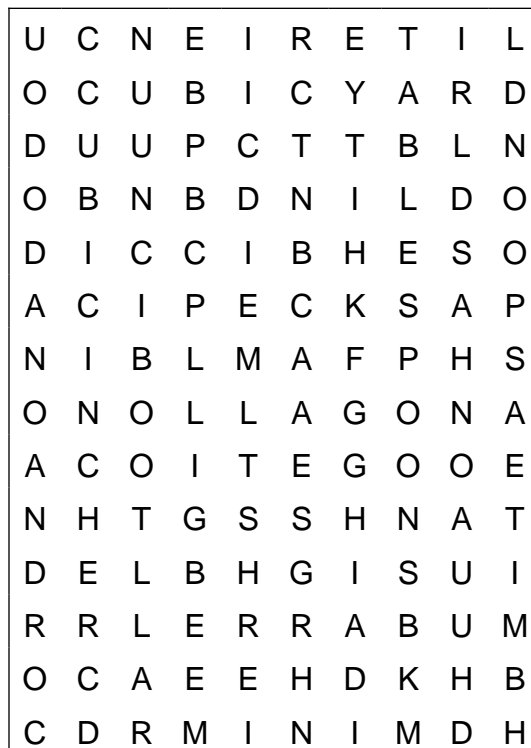 U C N E I R E T I L
O C U B I C Y A R D
D U U P C T T B L N
O B N B D N I L D O
D I C C I B H E S O
A C I P E C K S A P
N I B L M A F P H S
O N O L L A G O N A
A C O I T E G O O E
N H T G S S H N A T
D E L B H G I S U I
R R L E R R A B U M
O C A E E H D K H B
C D R M I N I M D H